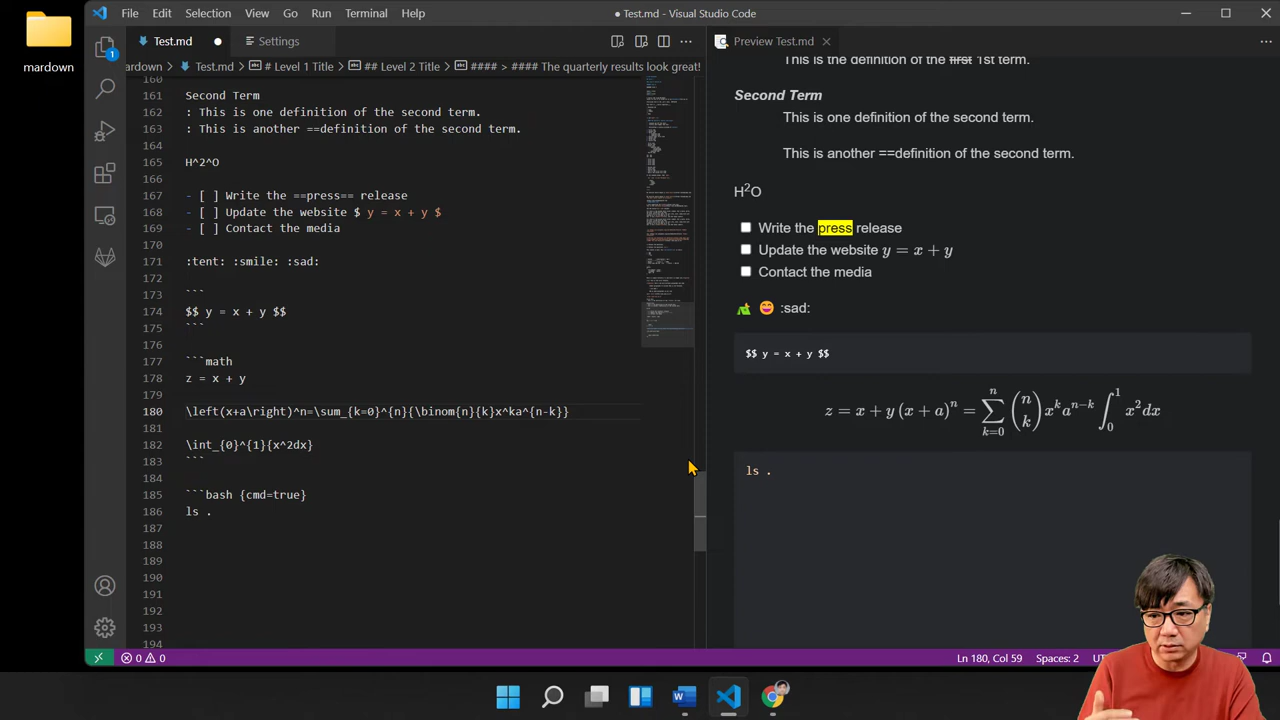 File Edit Selection View Go Run Terminal Help
● Test.md - Visual Studio Code
mardown
1
Test.md
Settings
Preview Test.md
ardown > Test.md > # Level 1 Title > ## Level 2 Title > #### > #### The quarterly results look great!
160
161 Second Term
162 : This is one definition of the second term.
163 : This is another ==definition of the second term.
164
165 H^2^O
166
167 - [ ] Write the ==press== release
168 - [ ] Update the website $ y = x + y $
169 - [ ] Contact the media
170
171 :tent: :smile: :sad:
172
173 ```
174 $$ y = x + y $$
175 ```
176
177 ```math
178 z = x + y
179
180 \left(x+a\right)^n=\sum_{k=0}^{n}{\binom{n}{k}x^ka^{n-k}}
181
182 \int_{0}^{1}{x^2dx}
183 ```
184
185 ```bash {cmd=true}
186 ls .
187
188
189
190
191
192
193
194
This is the definition of the first 1st term.
Second Term
This is one definition of the second term.
This is another ==definition of the second term.
H²O
Write the press release
Update the website y = x + y
Contact the media
:sad:
$$ y = x + y $$
z = x + y (x + a)^n = ∑_{k=0}^{n} (n k) x^k a^{n−k} ∫_0^1 x^2 dx
ls .
0 0
Ln 180, Col 59 Spaces: 2